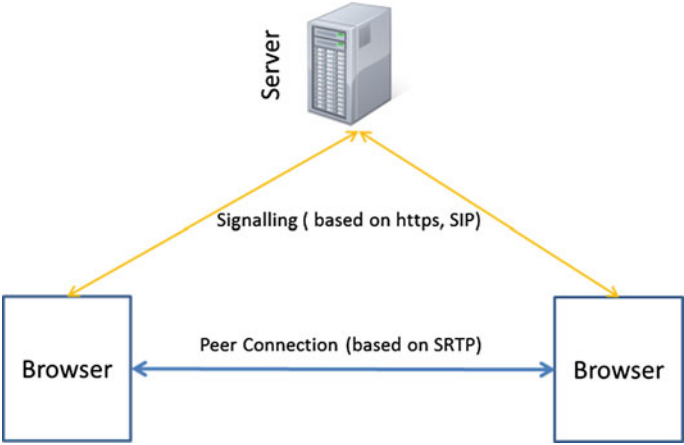 Server
Signalling ( based on https, SIP)
Peer Connection (based on SRTP)
Browser
Browser